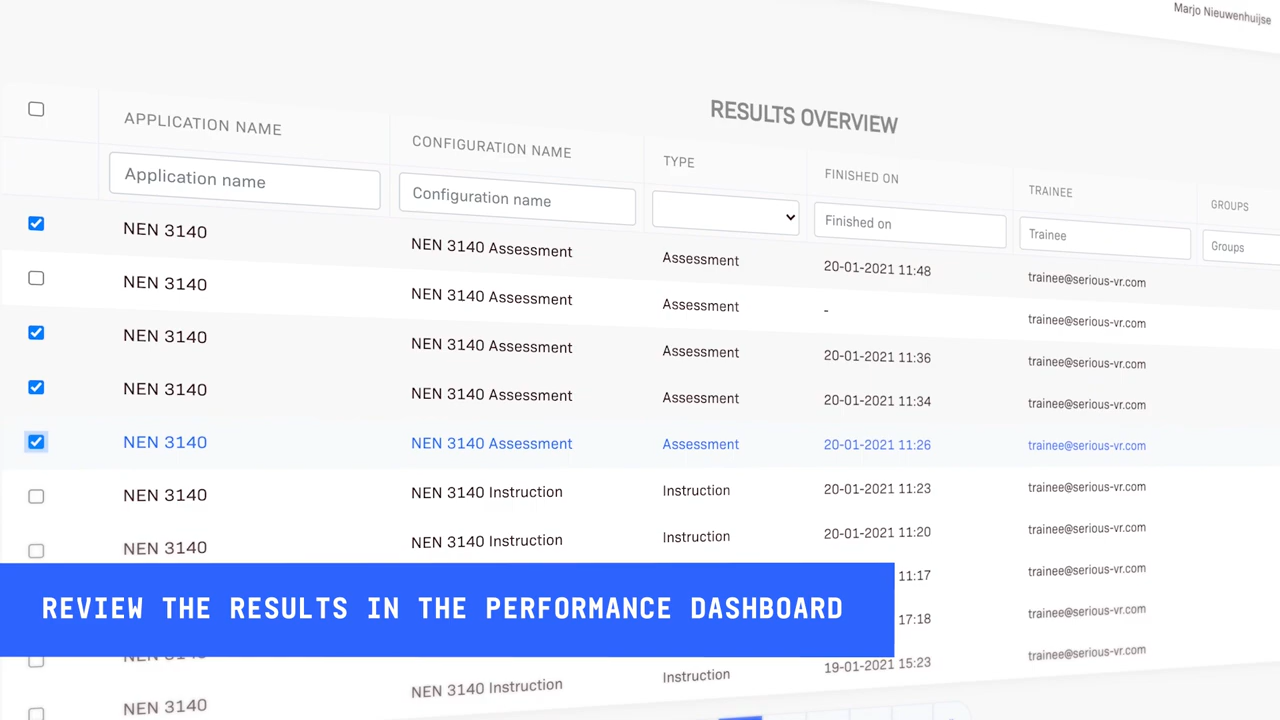 Marjo Nieuwenhuijse
RESULTS OVERVIEW
APPLICATION NAME CONFIGURATION NAME TYPE FINISHED ON TRAINEE GROUPS
Application name Configuration name Finished on Trainee Groups
NEN 3140 NEN 3140 Assessment Assessment 20-01-2021 11:48 trainee@serious-vr.com
NEN 3140 NEN 3140 Assessment Assessment - trainee@serious-vr.com
NEN 3140 NEN 3140 Assessment Assessment 20-01-2021 11:36 trainee@serious-vr.com
NEN 3140 NEN 3140 Assessment Assessment 20-01-2021 11:34 trainee@serious-vr.com
NEN 3140 NEN 3140 Assessment Assessment 20-01-2021 11:26 trainee@serious-vr.com
NEN 3140 NEN 3140 Instruction Instruction 20-01-2021 11:23 trainee@serious-vr.com
NEN 3140 NEN 3140 Instruction Instruction 20-01-2021 11:20 trainee@serious-vr.com
11:17 trainee@serious-vr.com
REVIEW THE RESULTS IN THE PERFORMANCE DASHBOARD
17:18 trainee@serious-vr.com
NEN 3140 Instruction Instruction 19-01-2021 15:23 trainee@serious-vr.com
NEN 3140